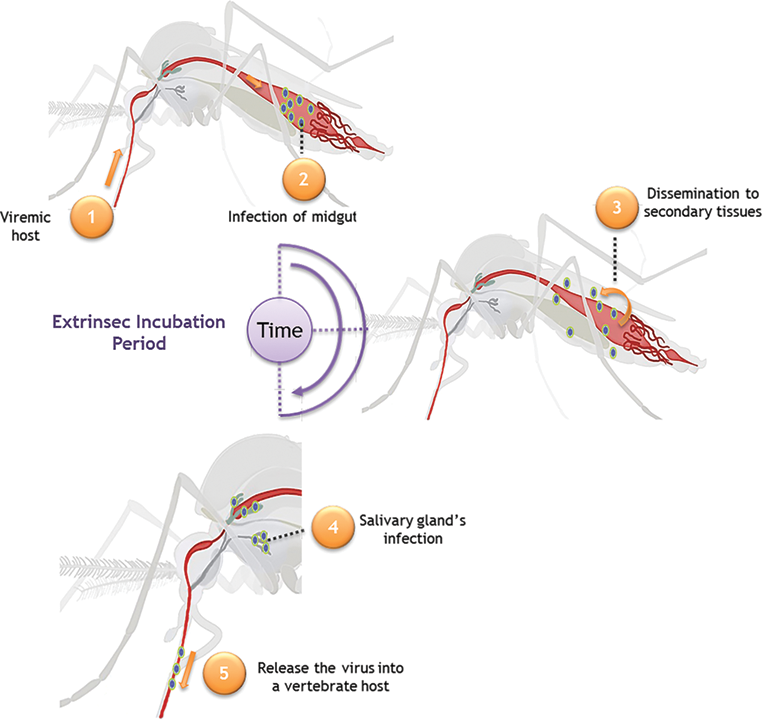 1
Viremic
host
2
Infection of midgut
3
Dissemination to
secondary tissues
Extrinsec Incubation
Period
Time
4
Salivary gland's
infection
5
Release the virus into
a vertebrate host